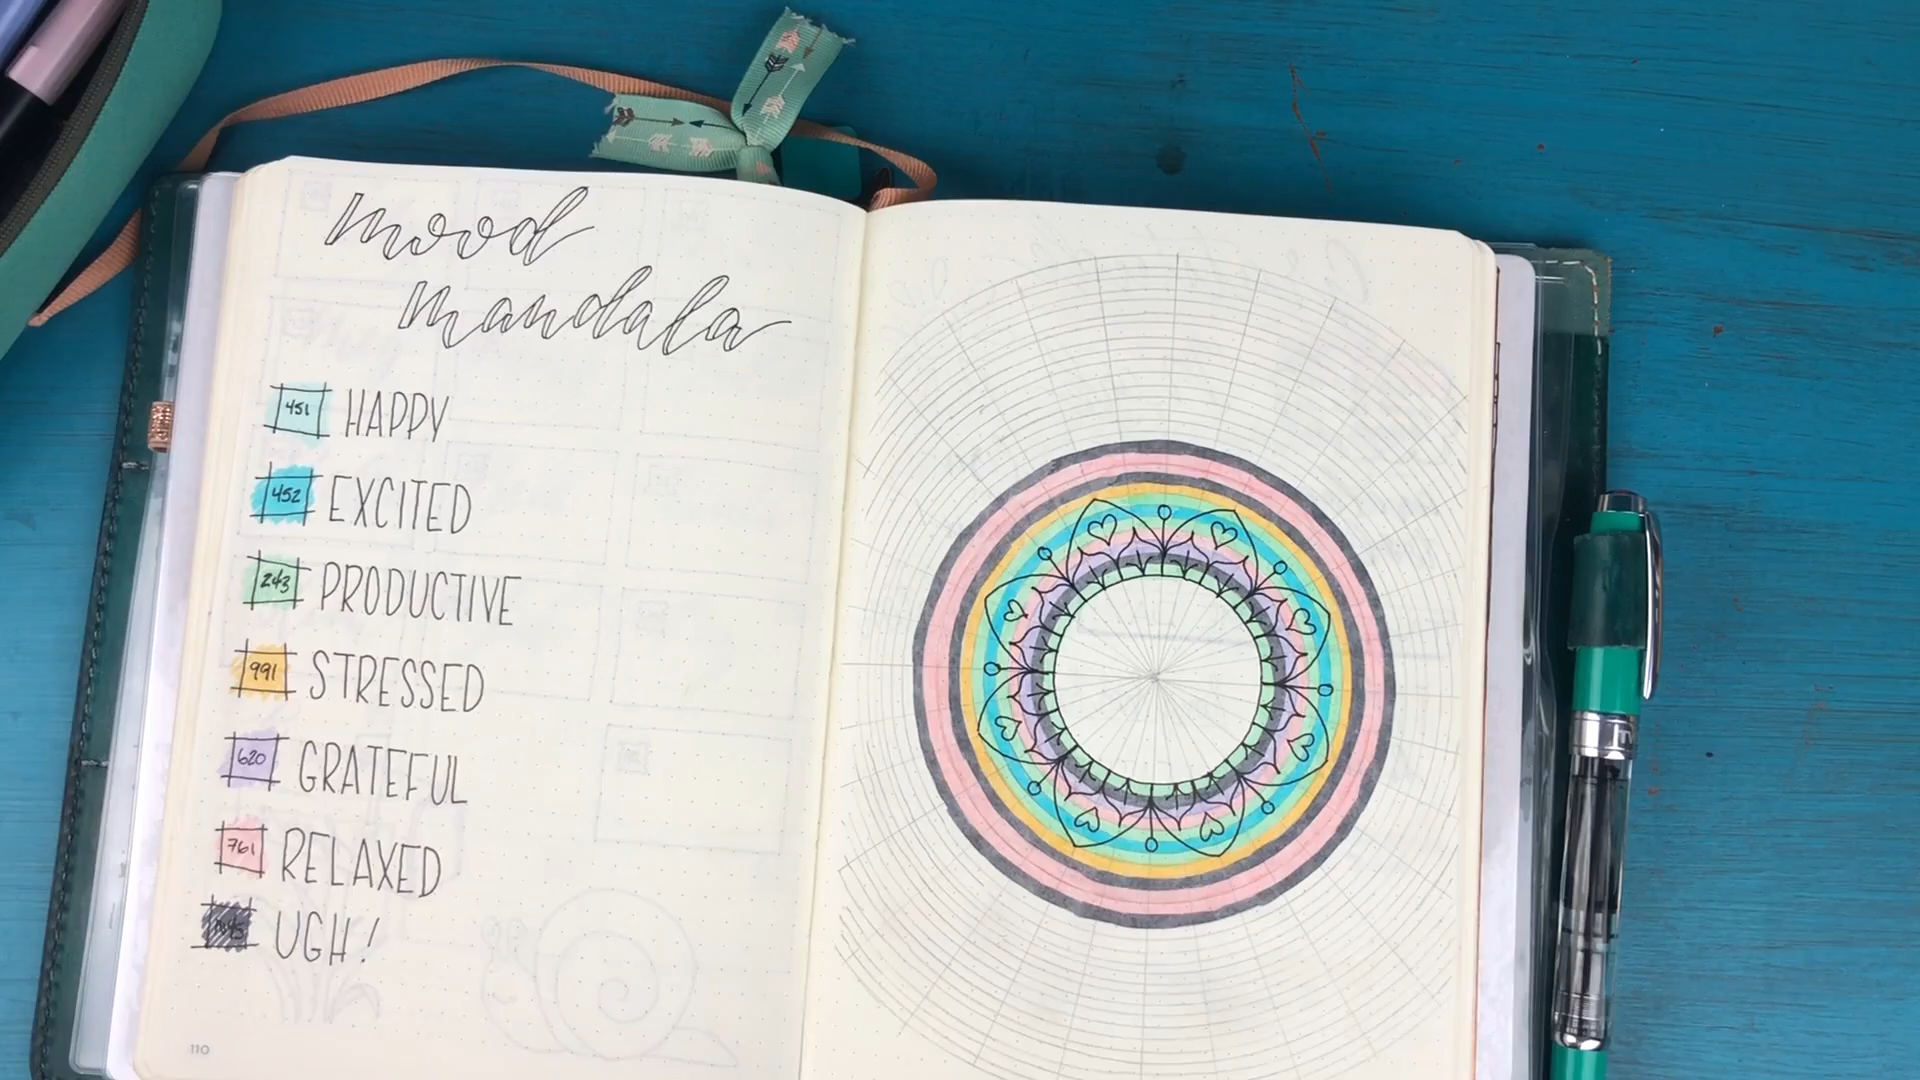 mood
mandala
451 HAPPY
452 EXCITED
243 PRODUCTIVE
991 STRESSED
620 GRATEFUL
761 RELAXED
UGH!
110